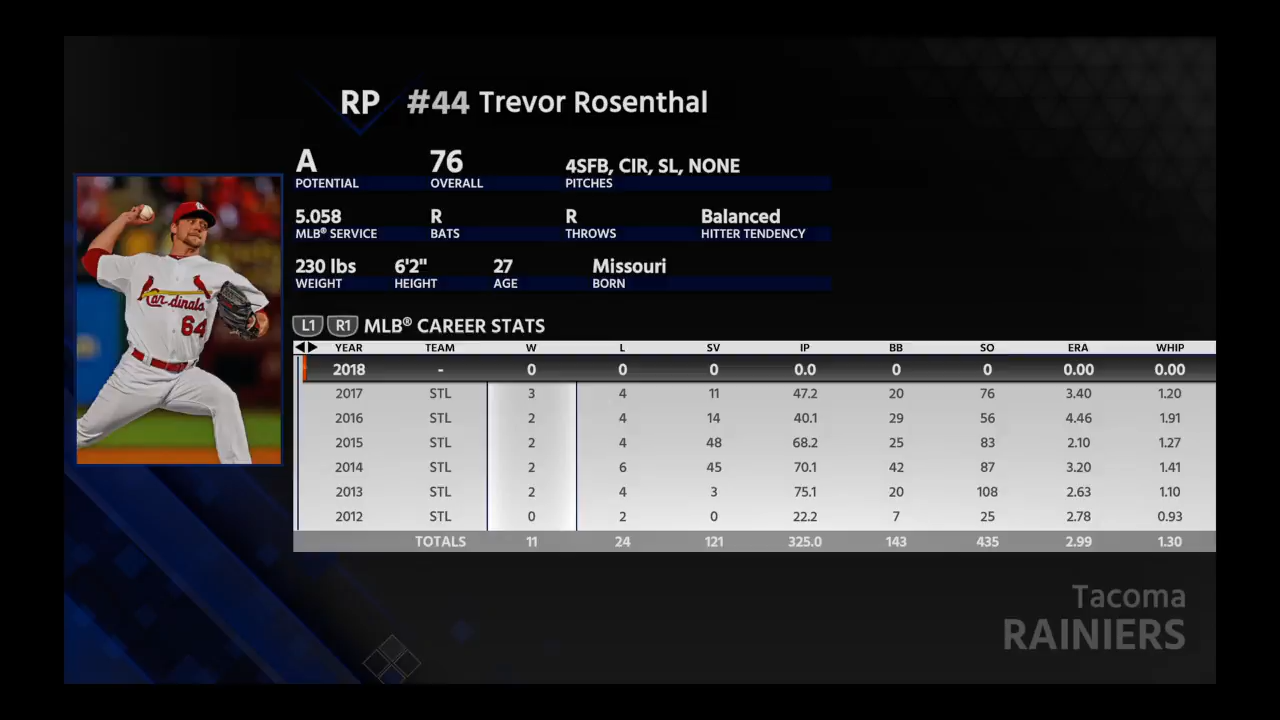 RP #44 Trevor Rosenthal
A 76 4SFB, CIR, SL, NONE
POTENTIAL OVERALL PITCHES
5.058 R R Balanced
MLB® SERVICE BATS THROWS HITTER TENDENCY
230 lbs 6'2" 27 Missouri
WEIGHT HEIGHT AGE BORN
Cardinals
64
L1 R1 MLB® CAREER STATS
YEAR TEAM W L SV IP BB SO ERA WHIP
2018 - 0 0 0 0.0 0 0 0.00 0.00
2017 STL 3 4 11 47.2 20 76 3.40 1.20
2016 STL 2 4 14 40.1 29 56 4.46 1.91
2015 STL 2 4 48 68.2 25 83 2.10 1.27
2014 STL 2 6 45 70.1 42 87 3.20 1.41
2013 STL 2 4 3 75.1 20 108 2.63 1.10
2012 STL 0 2 0 22.2 7 25 2.78 0.93
TOTALS 11 24 121 325.0 143 435 2.99 1.30
Tacoma
RAINIERS